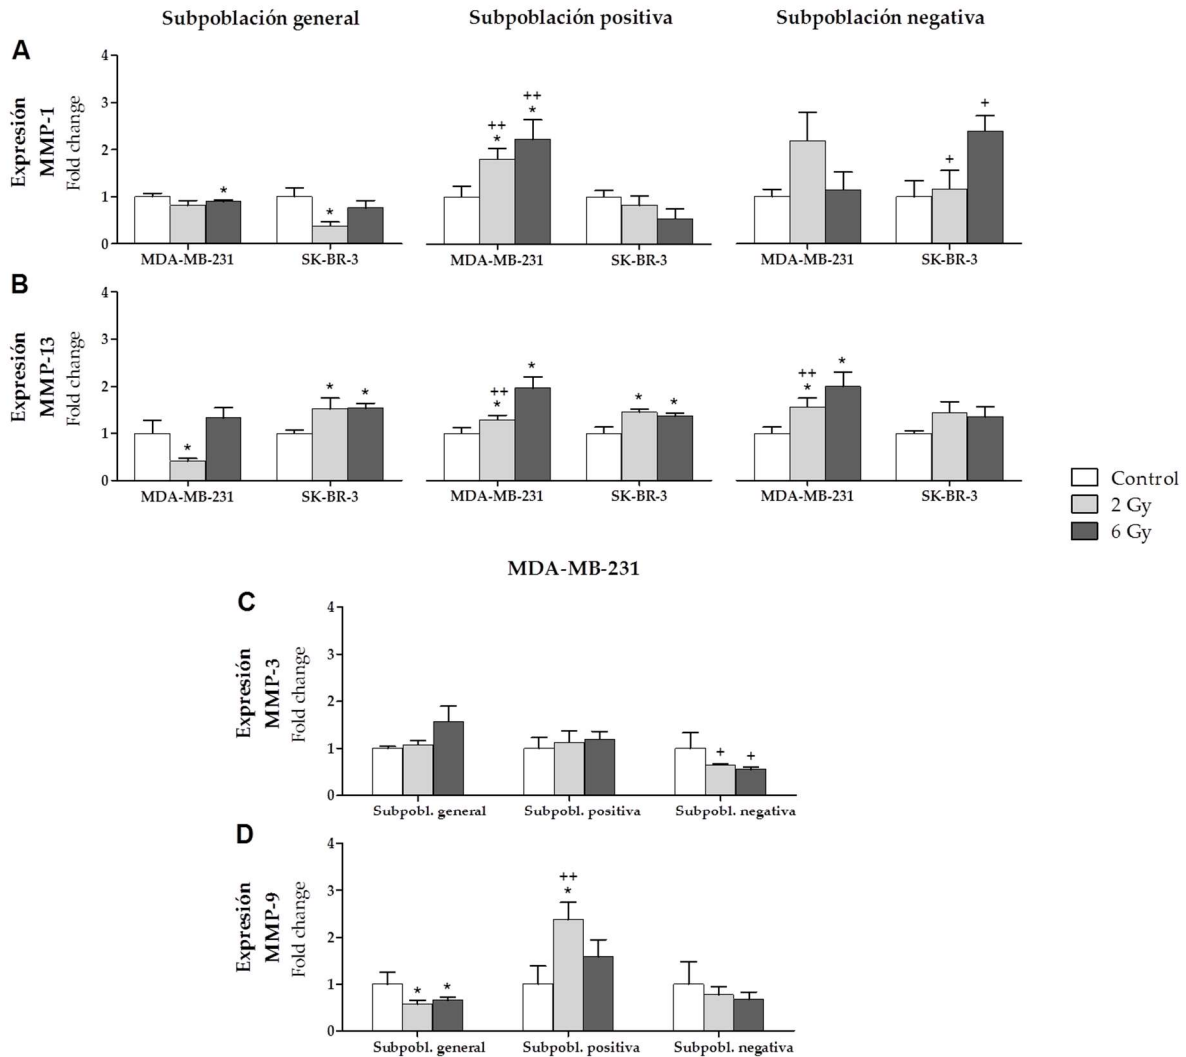 Subpoblación general
Subpoblación positiva
Subpoblación negativa
A
Expresión
MMP-1
Fold change
4
3
2
1
0
*
*
++
*
++
*
+
+
MDA-MB-231
SK-BR-3
MDA-MB-231
SK-BR-3
MDA-MB-231
SK-BR-3
B
Expresión
MMP-13
Fold change
4
3
2
1
0
*
*
*
++
*
*
*
*
++
*
*
MDA-MB-231
SK-BR-3
MDA-MB-231
SK-BR-3
MDA-MB-231
SK-BR-3
Control
2 Gy
6 Gy
MDA-MB-231
C
Expresión
MMP-3
Fold change
4
3
2
1
0
+
+
Subpobl. general
Subpobl. positiva
Subpobl. negativa
D
Expresión
MMP-9
Fold change
4
3
2
1
0
*
*
++
*
Subpobl. general
Subpobl. positiva
Subpobl. negativa